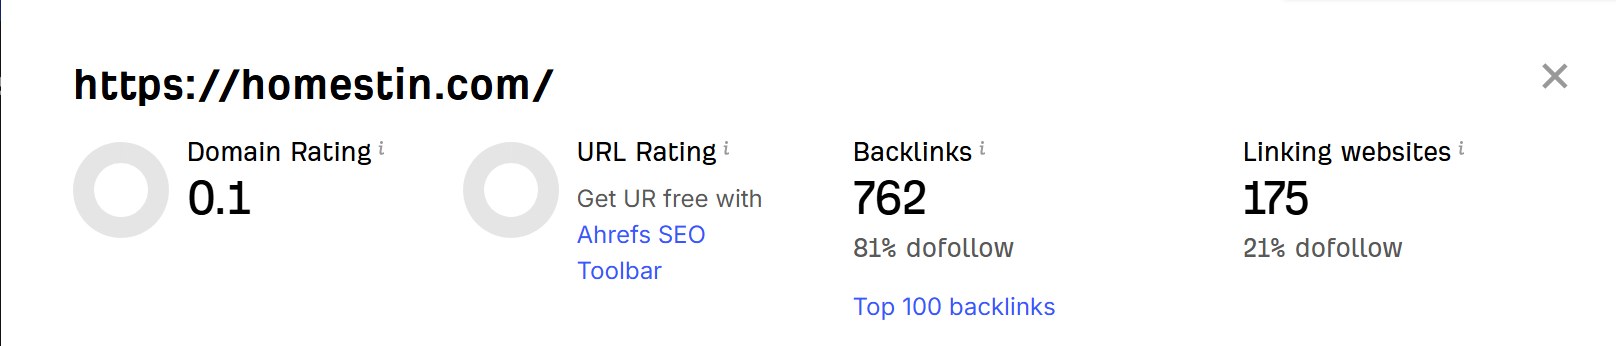 https://homestin.com/
Domain Rating i
0.1
URL Rating i
Get UR free with
Ahrefs SEO
Toolbar
Backlinks i
762
81% dofollow
Top 100 backlinks
Linking websites i
175
21% dofollow